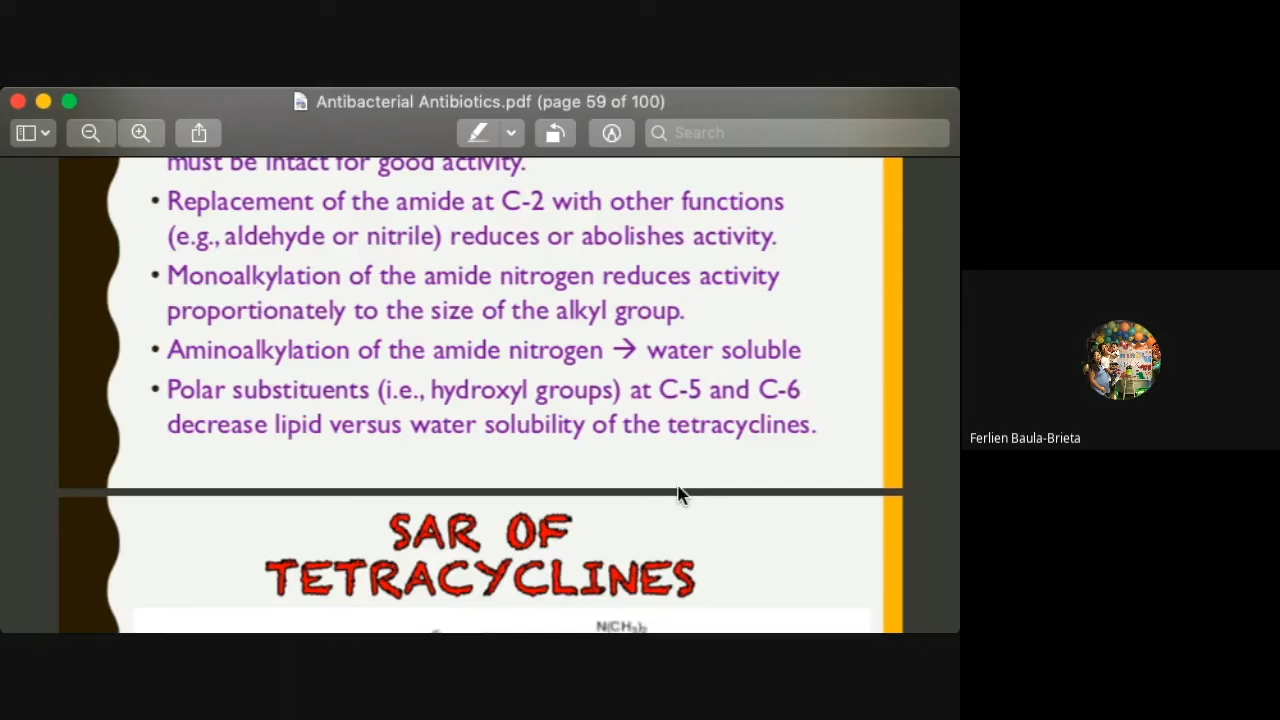 Antibacterial Antibiotics.pdf (page 59 of 100)
Search
must be intact for good activity.
• Replacement of the amide at C-2 with other functions
(e.g., aldehyde or nitrile) reduces or abolishes activity.
• Monoalkylation of the amide nitrogen reduces activity
proportionately to the size of the alkyl group.
• Aminoalkylation of the amide nitrogen → water soluble
• Polar substituents (i.e., hydroxyl groups) at C-5 and C-6
decrease lipid versus water solubility of the tetracyclines.
SAR OF
TETRACYCLINES
N(CH₃)₂
Ferlien Baula-Brieta